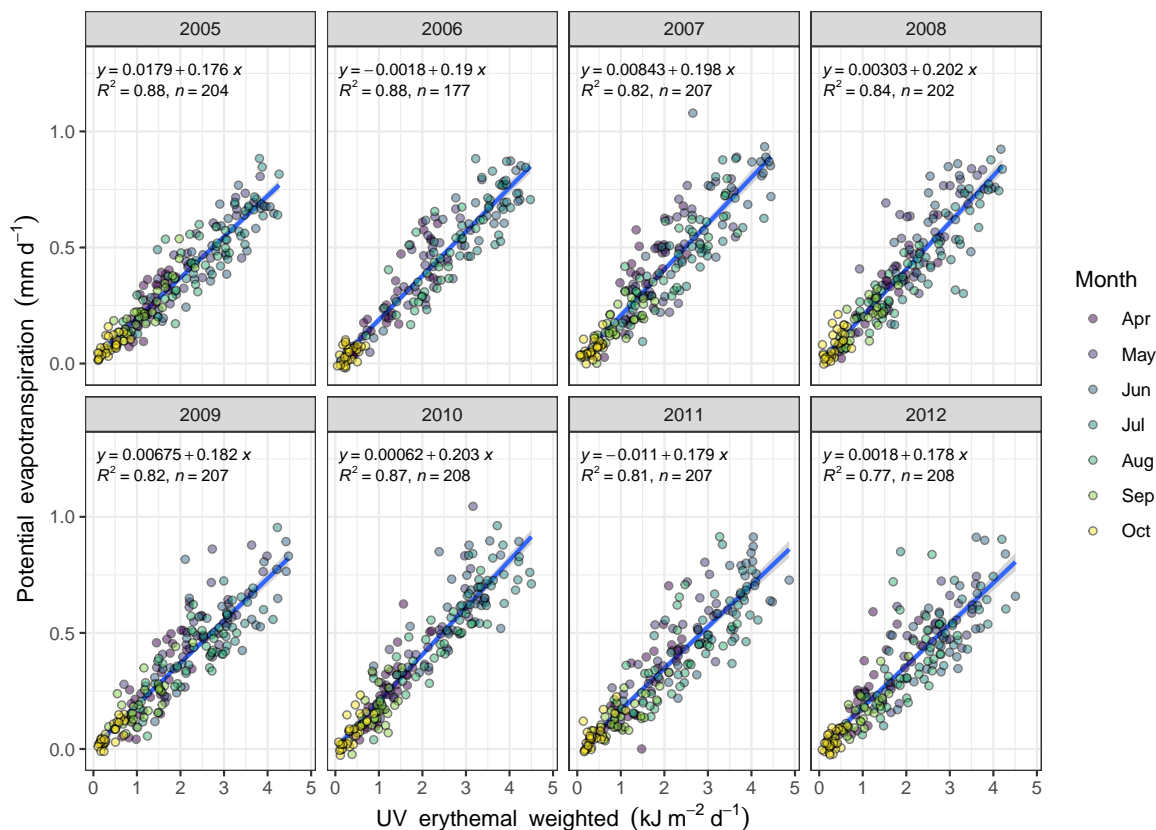 2005
2006
2007
2008
y = 0.0179 + 0.176 x
R² = 0.88, n = 204
y = −0.0018 + 0.19 x
R² = 0.88, n = 177
y = 0.00843 + 0.198 x
R² = 0.82, n = 207
y = 0.00303 + 0.202 x
R² = 0.84, n = 202
1.0
0.5
0.0
2009
2010
2011
2012
y = 0.00675 + 0.182 x
R² = 0.82, n = 207
y = 0.00062 + 0.203 x
R² = 0.87, n = 208
y = −0.011 + 0.179 x
R² = 0.81, n = 207
y = 0.0018 + 0.178 x
R² = 0.77, n = 208
1.0
0.5
0.0
0 1 2 3 4 5
0 1 2 3 4 5
0 1 2 3 4 5
0 1 2 3 4 5
UV erythemal weighted (kJ m⁻² d⁻¹)
Potential evapotranspiration (mm d⁻¹)
Month
Apr
May
Jun
Jul
Aug
Sep
Oct